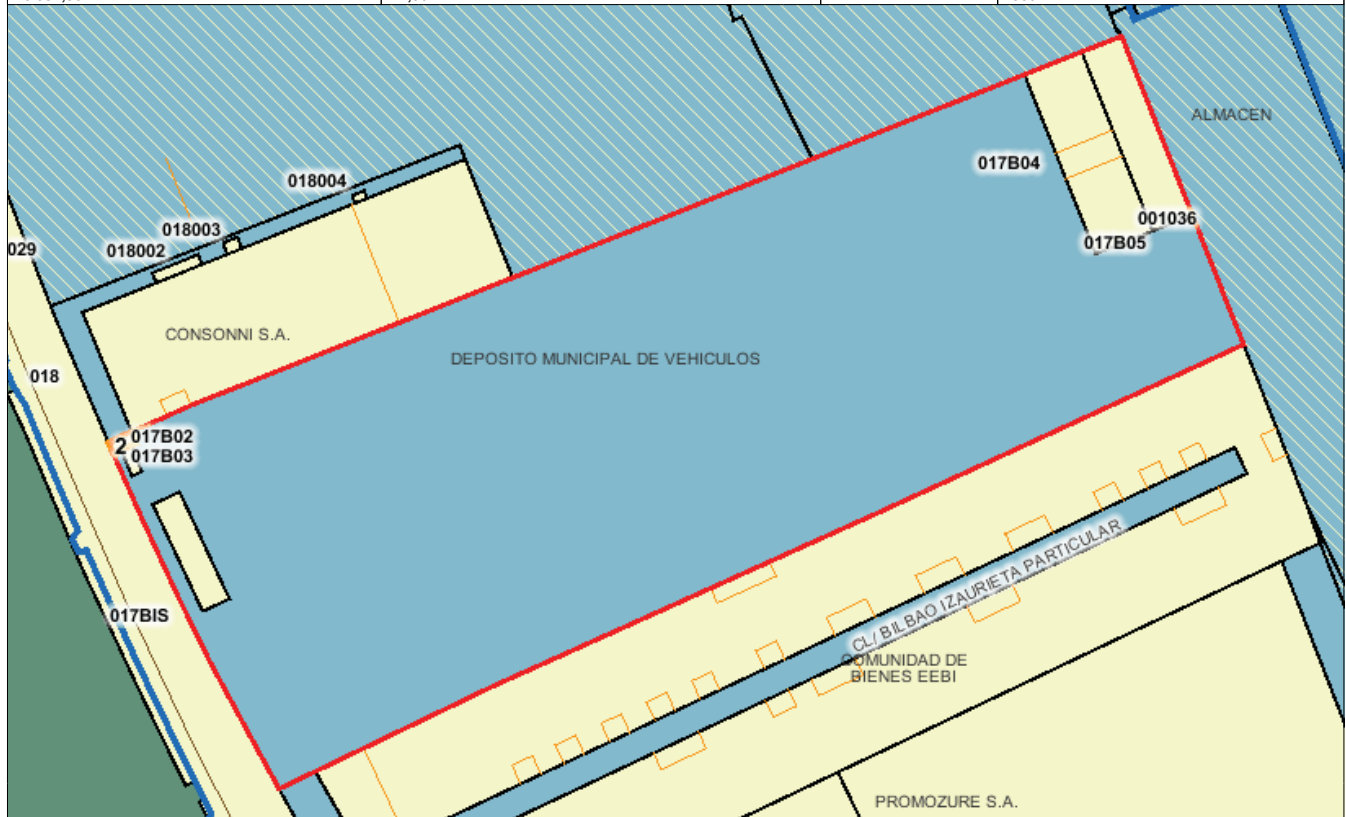 ALMACEN
017B04
018004
001036
018003
017B05
029
018002
CONSONNI S.A.
DEPOSITO MUNICIPAL DE VEHICULOS
018
2
017B02
017B03
CL/ BILBAO IZAURIETA PARTICULAR
017BIS
COMUNIDAD DE
BIENES EEBI
PROMOZURE S.A.